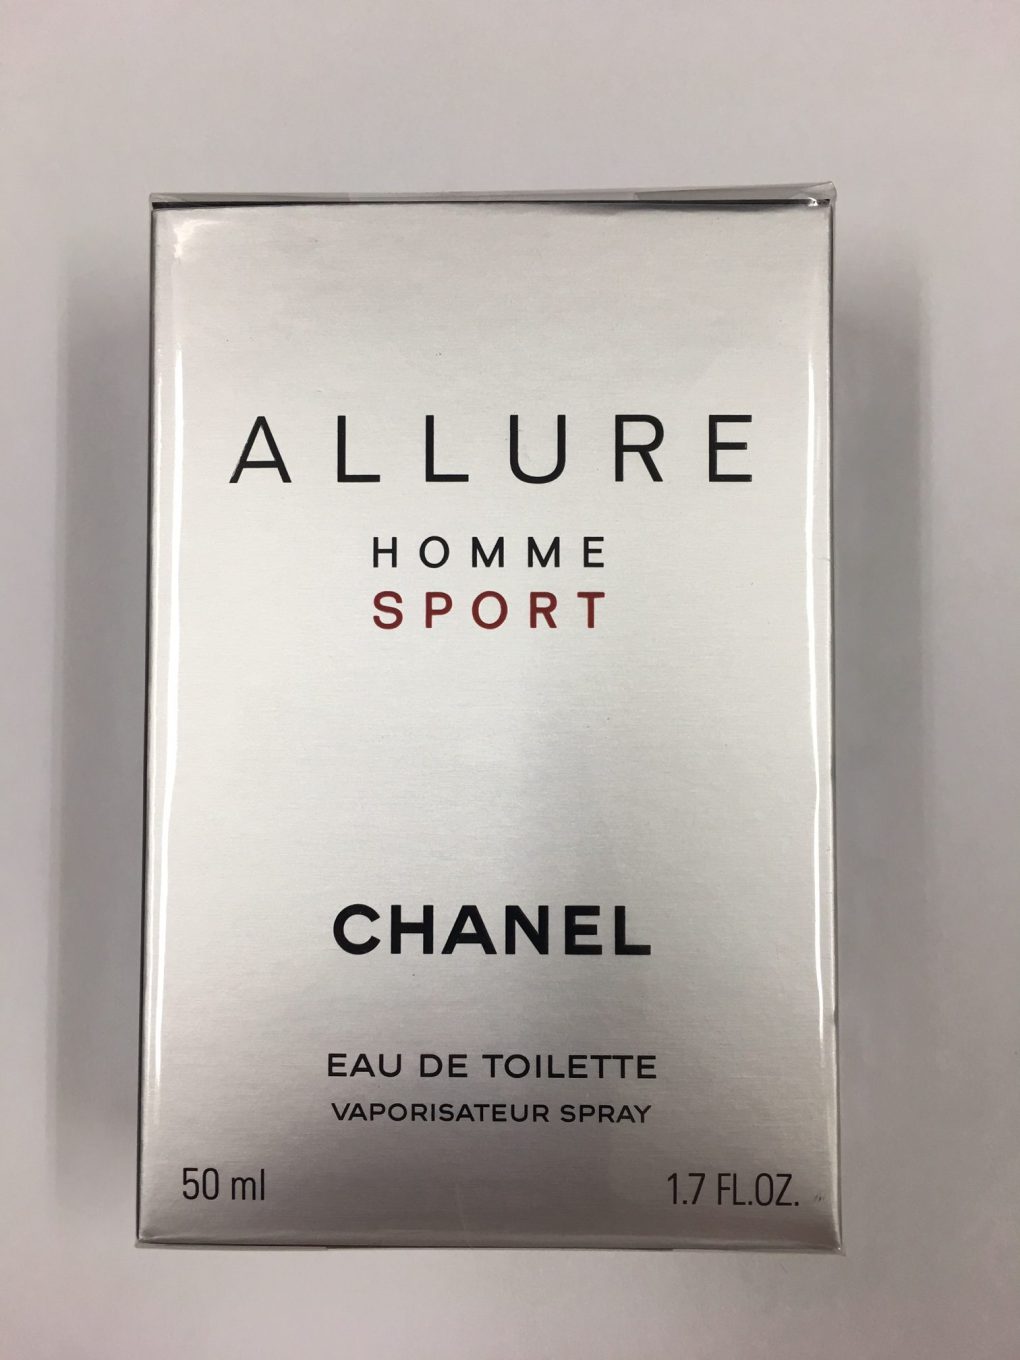 ALLURE
HOMME
SPORT
CHANEL
EAU DE TOILETTE
VAPORISATEUR SPRAY
50 ml 1.7 FL.OZ.